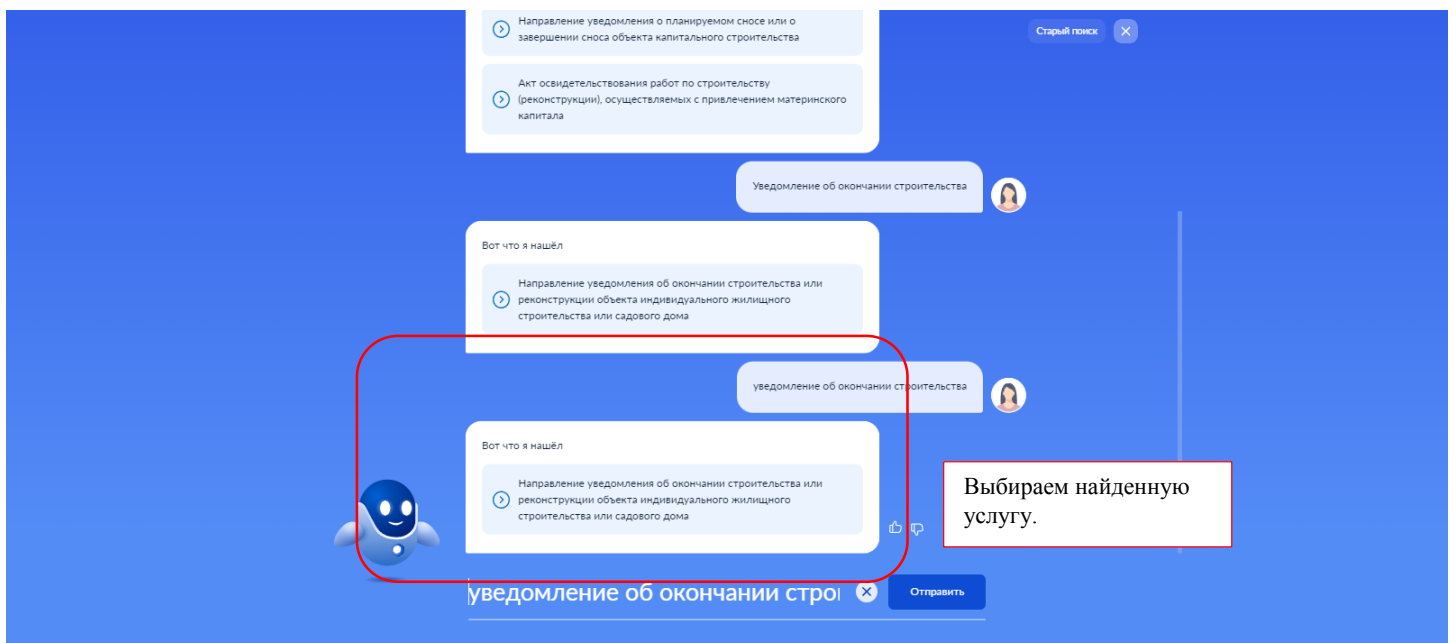 Направление уведомления о планируемом сносе или о
завершении сноса объекта капитального строительства
Старый поиск
Акт освидетельствования работ по строительству
(реконструкции), осуществляемых с привлечением материнского
капитала
Уведомление об окончании строительства
Вот что я нашёл
Направление уведомления об окончании строительства или
реконструкции объекта индивидуального жилищного
строительства или садового дома
уведомление об окончании строительства
Вот что я нашёл
Направление уведомления об окончании строительства или
реконструкции объекта индивидуального жилищного
строительства или садового дома
Выбираем найденную
услугу.
уведомление об окончании строи
Отправить